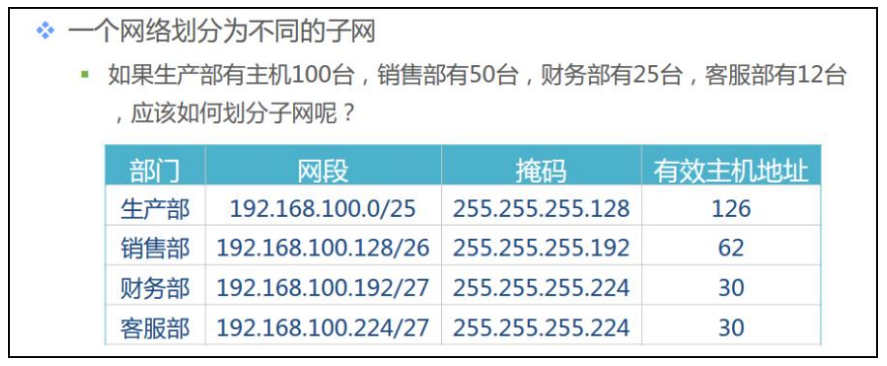 一个网络划分为不同的子网
如果生产部有主机100台，销售部有50台，财务部有25台，客服部有12台
，应该如何划分子网呢？
部门 网段 掩码 有效主机地址
生产部 192.168.100.0/25 255.255.255.128 126
销售部 192.168.100.128/26 255.255.255.192 62
财务部 192.168.100.192/27 255.255.255.224 30
客服部 192.168.100.224/27 255.255.255.224 30